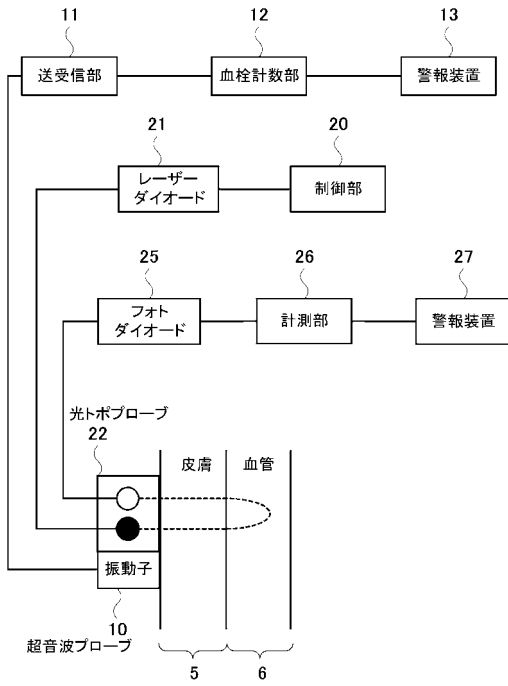 11
12
13
送受信部
血栓計数部
警報装置
21
20
レーザー
ダイオード
制御部
25
26
27
フォト
ダイオード
計測部
警報装置
光トポプローブ
22
皮膚
血管
振動子
10
超音波プローブ
5
6